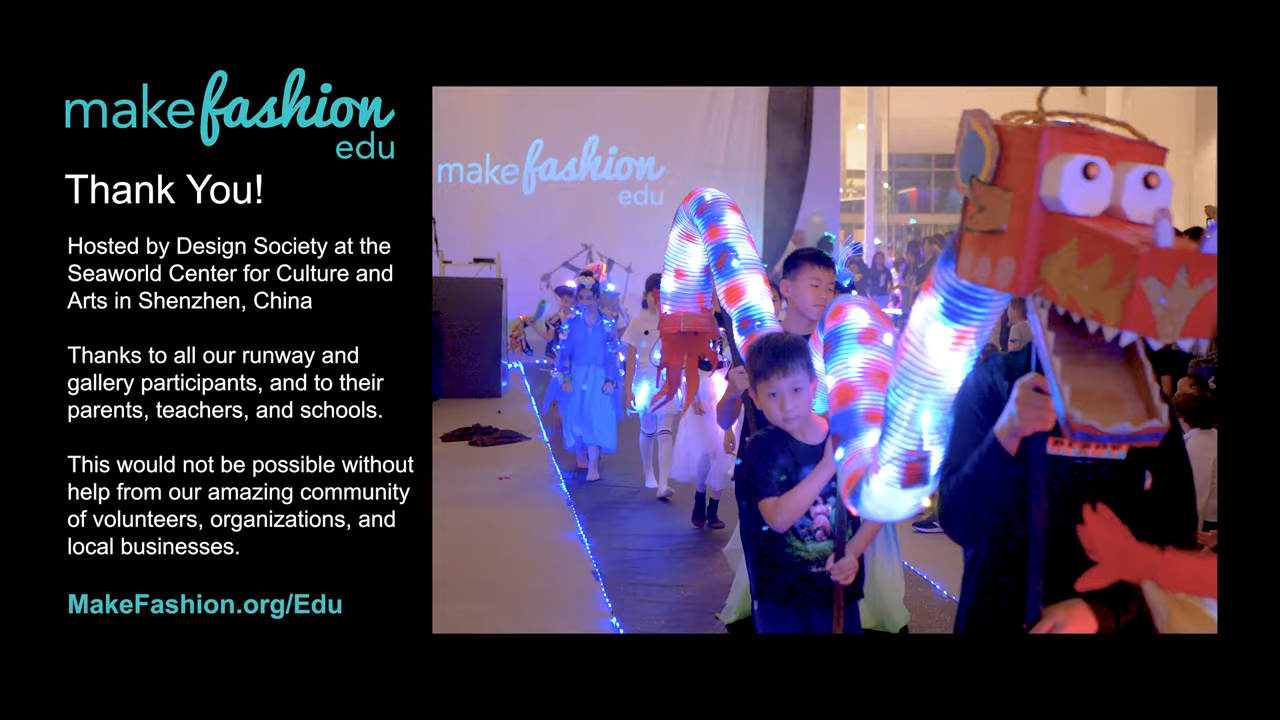 makefashion
edu
Thank You!
Hosted by Design Society at the
Seaworld Center for Culture and
Arts in Shenzhen, China
Thanks to all our runway and
gallery participants, and to their
parents, teachers, and schools.
This would not be possible without
help from our amazing community
of volunteers, organizations, and
local businesses.
MakeFashion.org/Edu
makefashion
edu